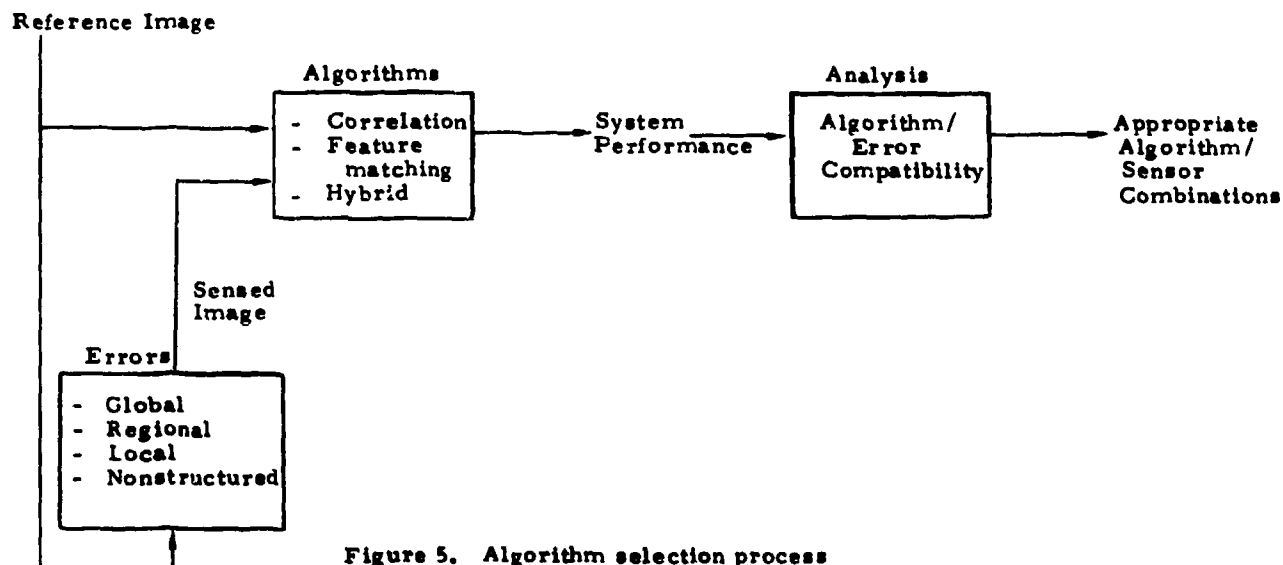 Reference Image
Algorithms
- Correlation
- Feature
matching
- Hybrid
System
Performance
Analysis
Algorithm/
Error
Compatibility
Appropriate
Algorithm/
Sensor
Combinations
Sensed
Image
Errors
- Global
- Regional
- Local
- Nonstructured
Figure 5. Algorithm selection process